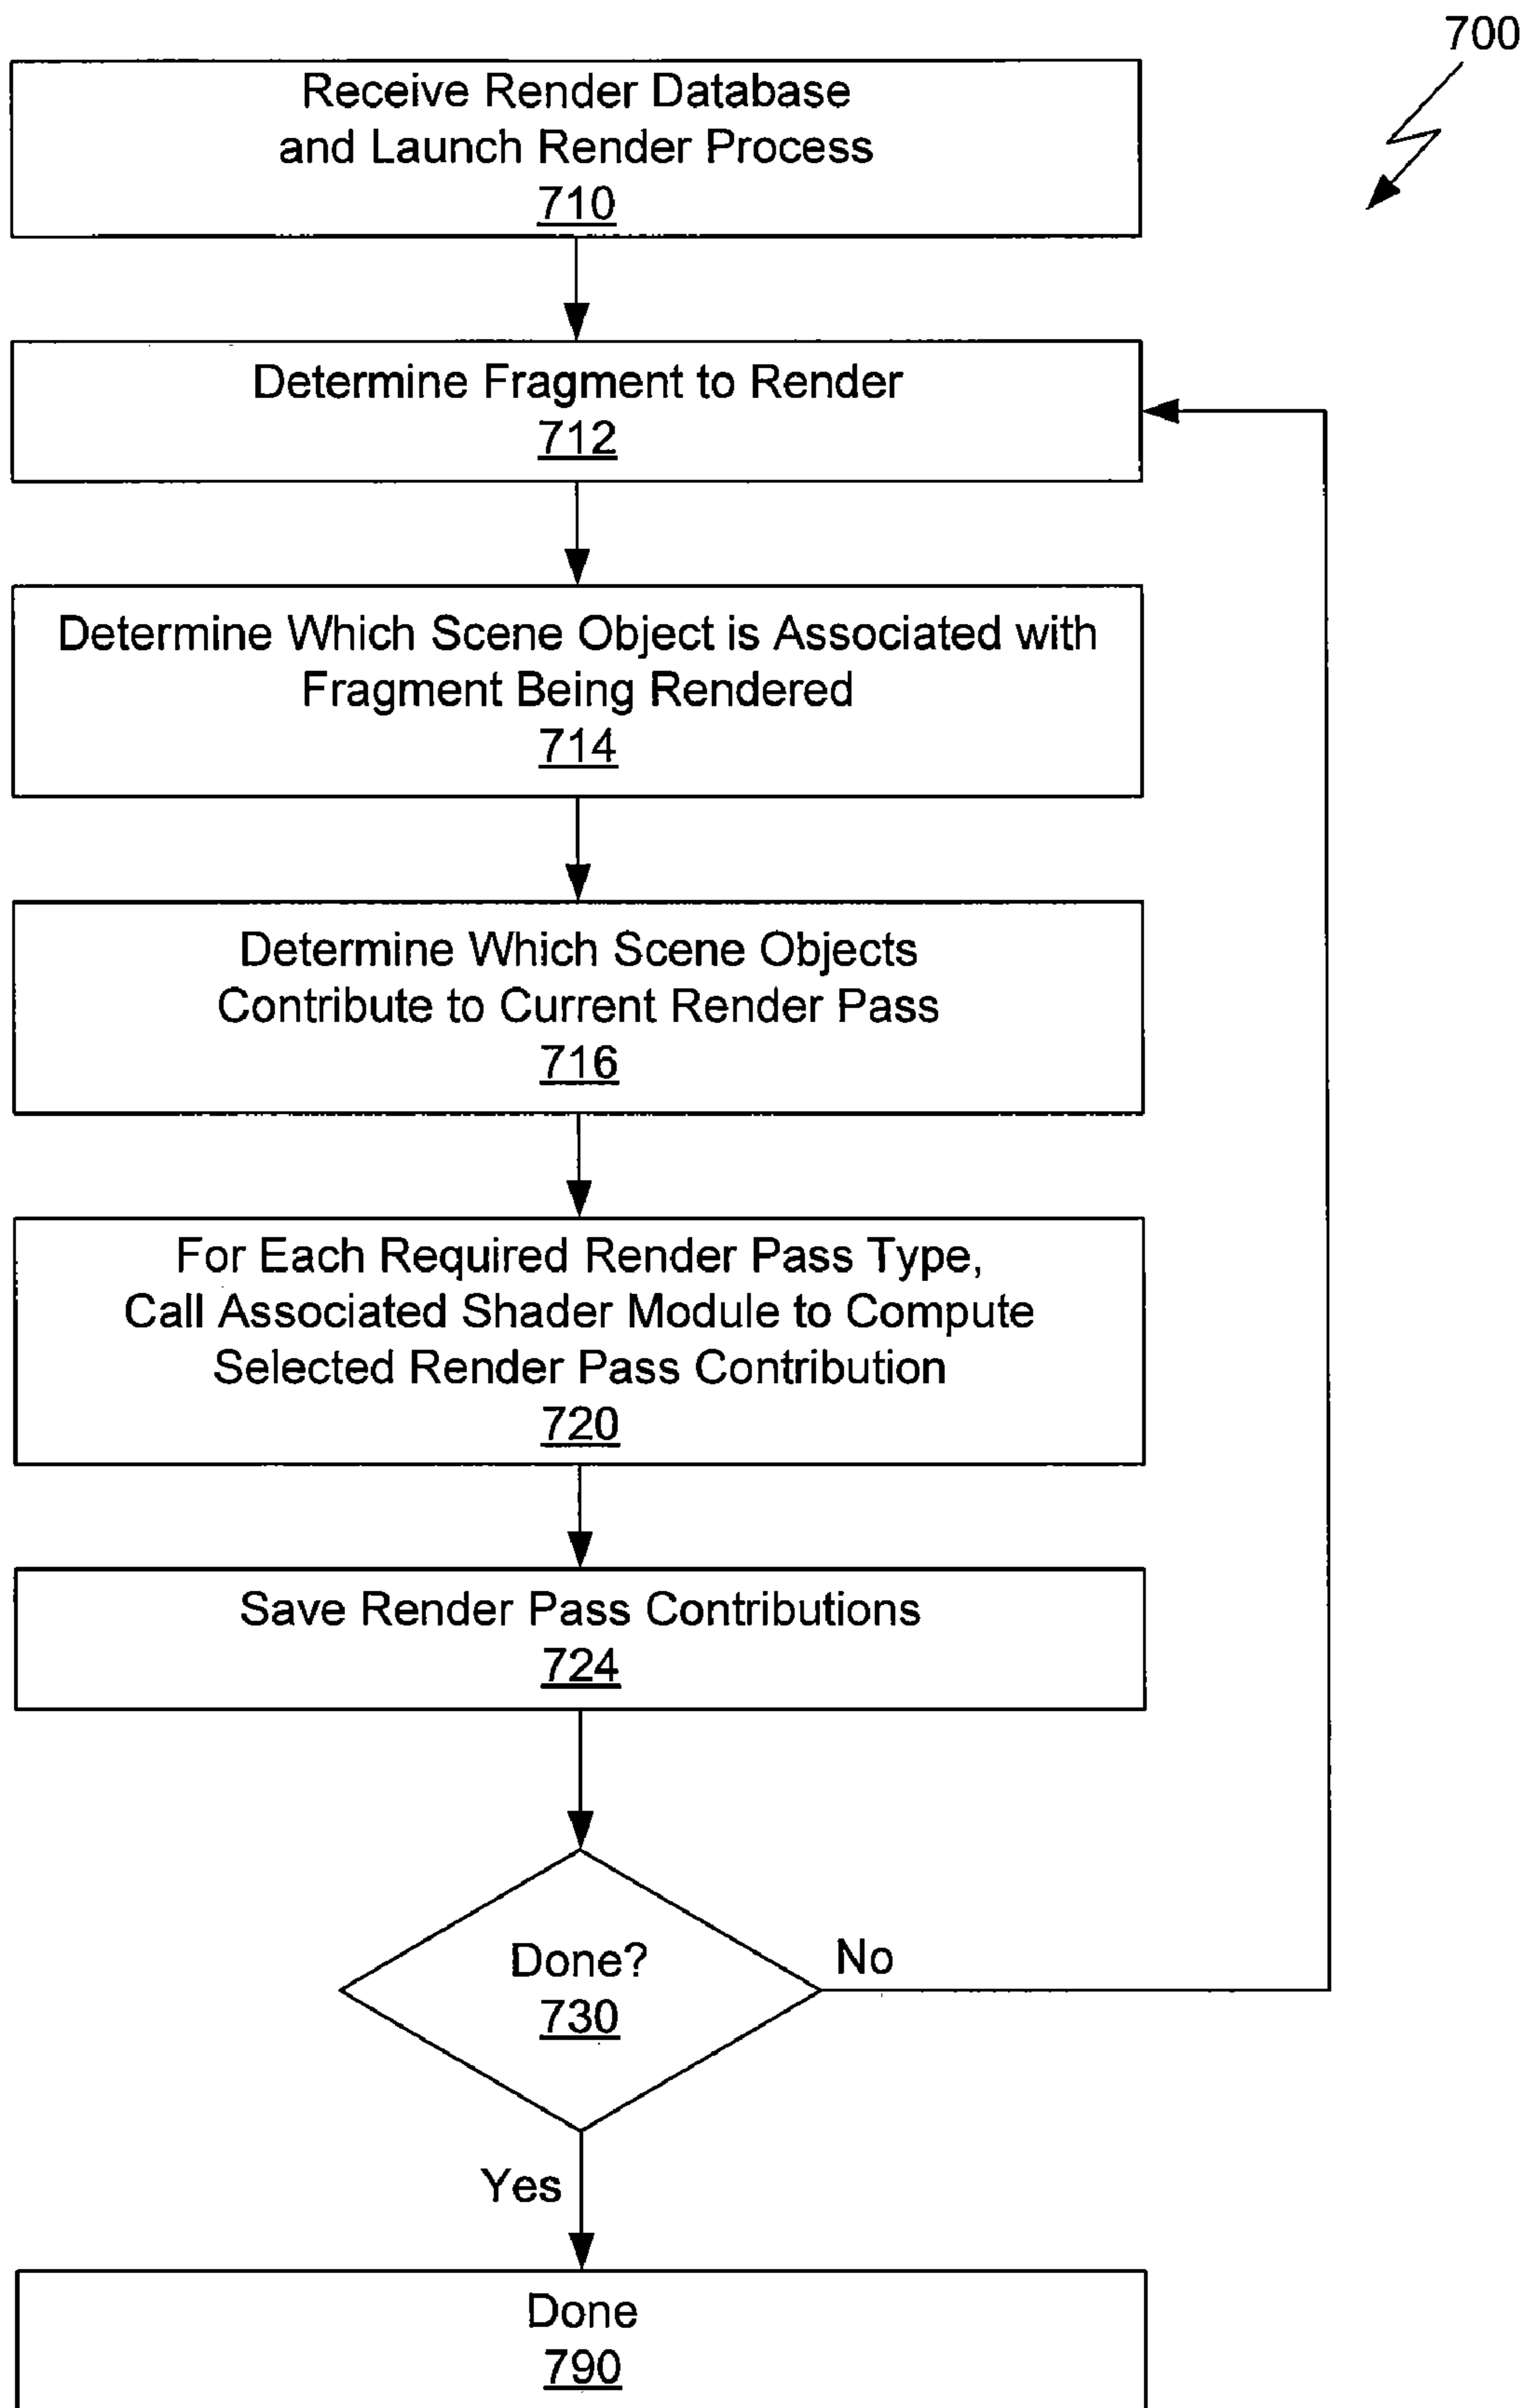 700
Receive Render Database
and Launch Render Process
710
Determine Fragment to Render
712
Determine Which Scene Object is Associated with
Fragment Being Rendered
714
Determine Which Scene Objects
Contribute to Current Render Pass
716
For Each Required Render Pass Type,
Call Associated Shader Module to Compute
Selected Render Pass Contribution
720
Save Render Pass Contributions
724
Done?
730
No
Yes
Done
790